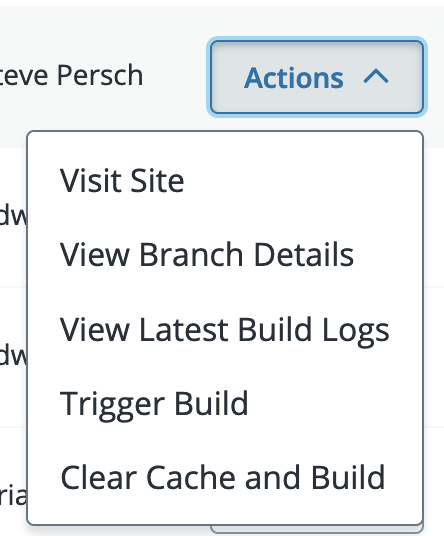 teve Persch
Actions
Visit Site
dw
View Branch Details
View Latest Build Logs
dw
Trigger Build
Clear Cache and Build
ria